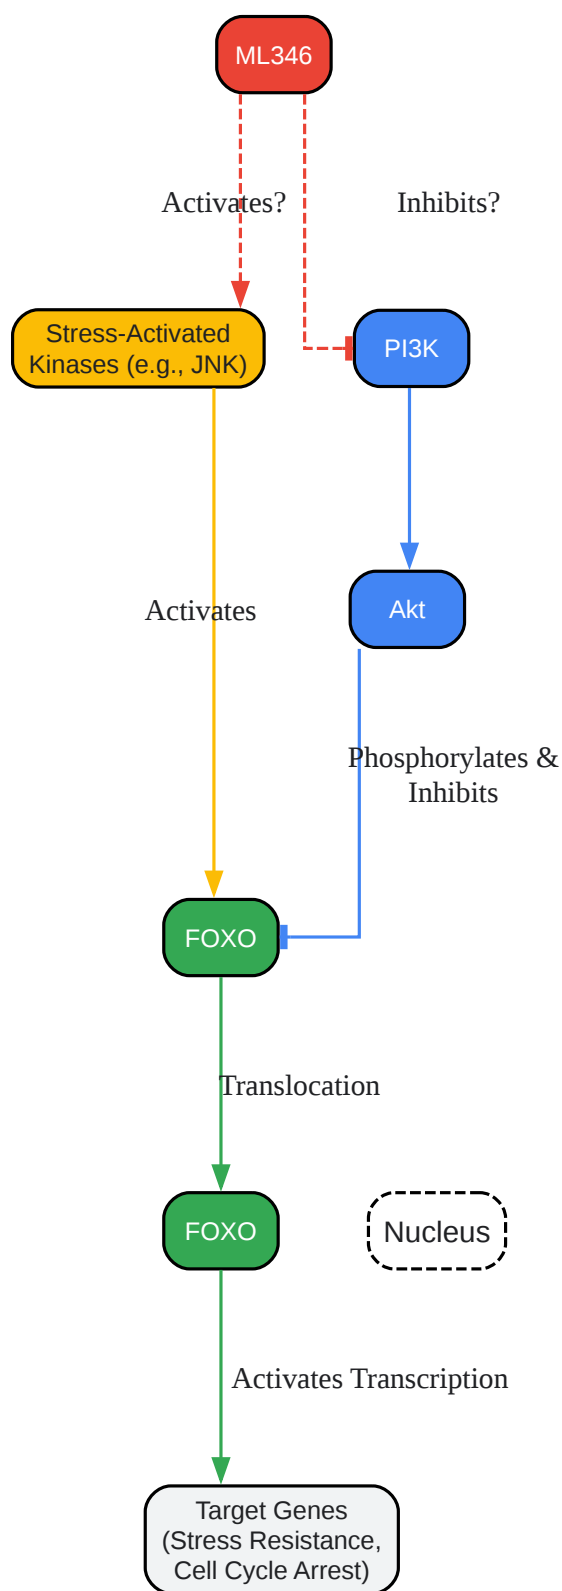 ML346
Activates?
Inhibits?
Stress-Activated
Kinases (e.g., JNK)
PI3K
Activates
Akt
Phosphorylates &
Inhibits
FOXO
Translocation
FOXO
Nucleus
Activates Transcription
Target Genes
(Stress Resistance,
Cell Cycle Arrest)